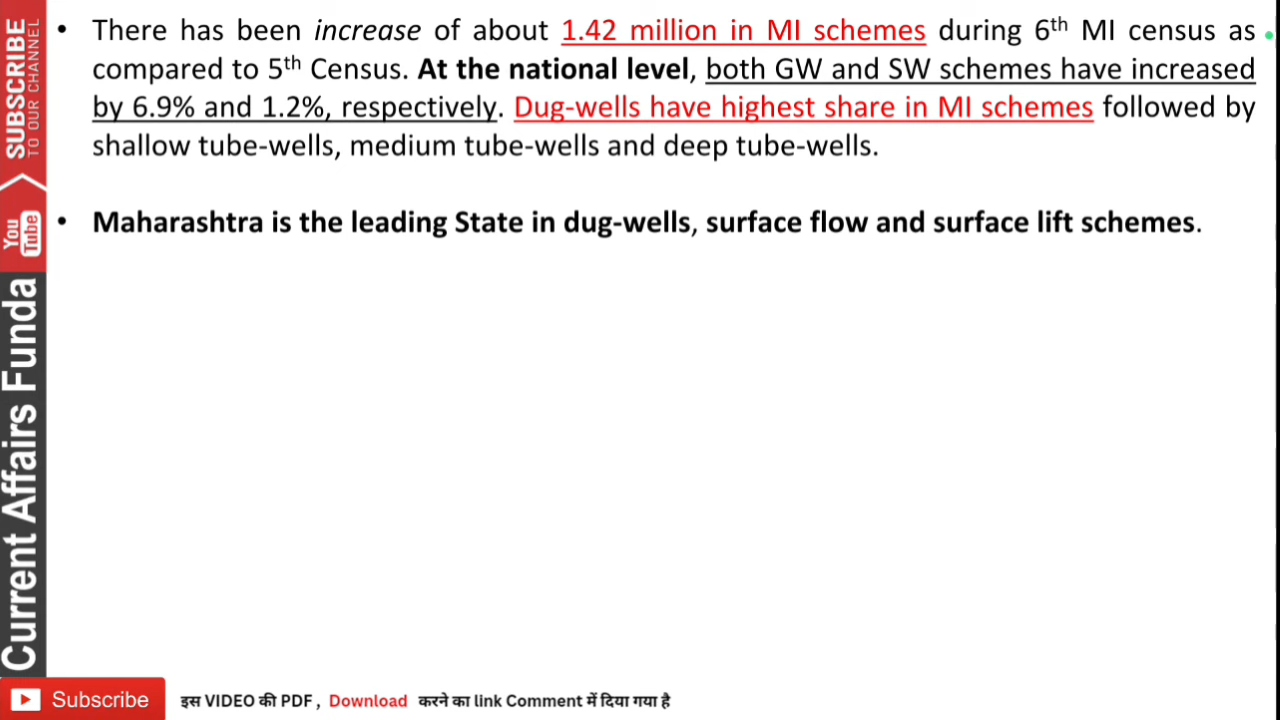 • There has been increase of about 1.42 million in MI schemes during 6th MI census as
compared to 5th Census. At the national level, both GW and SW schemes have increased
by 6.9% and 1.2%, respectively. Dug-wells have highest share in MI schemes followed by
shallow tube-wells, medium tube-wells and deep tube-wells.
• Maharashtra is the leading State in dug-wells, surface flow and surface lift schemes.
SUBSCRIBE
TO OUR CHANNEL
You
Tube
Current Affairs Funda
Subscribe
इस VIDEO की PDF , Download करने का link Comment में दिया गया है